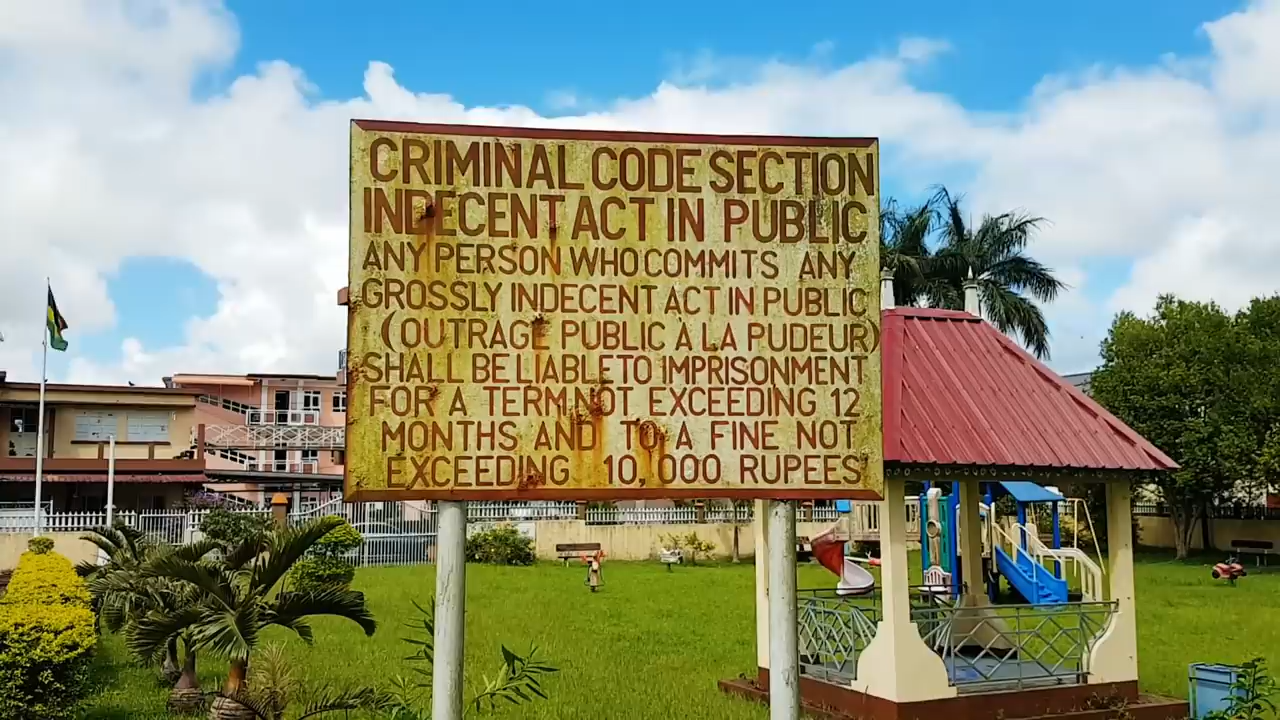 CRIMINAL CODE SECTION
INDECENT ACT IN PUBLIC
ANY PERSON WHO COMMITS ANY
GROSSLY INDECENT ACT IN PUBLIC
(OUTRAGE PUBLIC A LA PUDEUR)
SHALL BE LIABLE TO IMPRISONMENT
FOR A TERM NOT EXCEEDING 12
MONTHS AND TO A FINE NOT
EXCEEDING 10,000 RUPEES